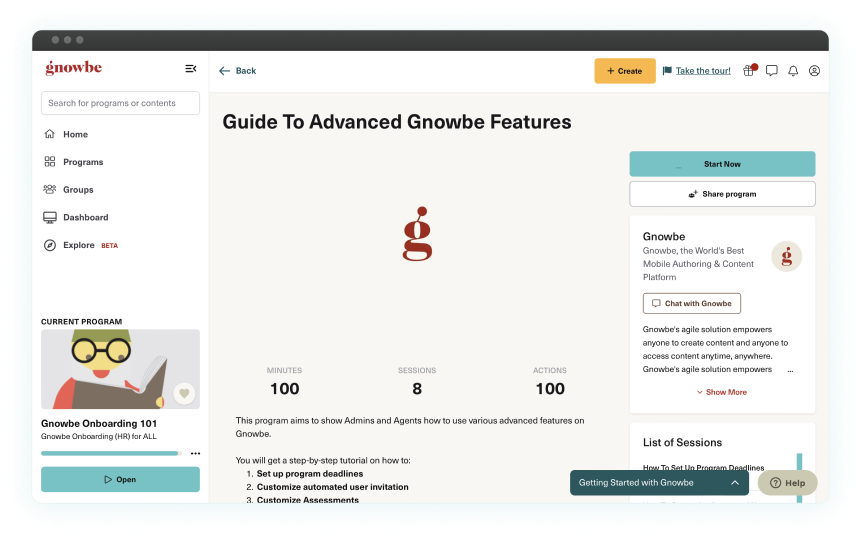 gnowbe
Back
+ Create
Take the tour!
Search for programs or contents
Home
Programs
Groups
Dashboard
Explore BETA
CURRENT PROGRAM
Gnowbe Onboarding 101
Gnowbe Onboarding (HR) for ALL
...
Open
Guide To Advanced Gnowbe Features
g
MINUTES
100
SESSIONS
8
ACTIONS
100
This program aims to show Admins and Agents how to use various advanced features on
Gnowbe.
You will get a step-by-step tutorial on how to:
1. Set up program deadlines
2. Customize automated user invitation
3. Customize Assessments
Start Now
Share program
Gnowbe
Gnowbe, the World's Best
Mobile Authoring & Content
Platform
g
Chat with Gnowbe
Gnowbe's agile solution empowers
anyone to create content and anyone to
access content anytime, anywhere.
Gnowbe's agile solution empowers ...
Show More
List of Sessions
How To Set Up Program Deadlines
Getting Started with Gnowbe
Help